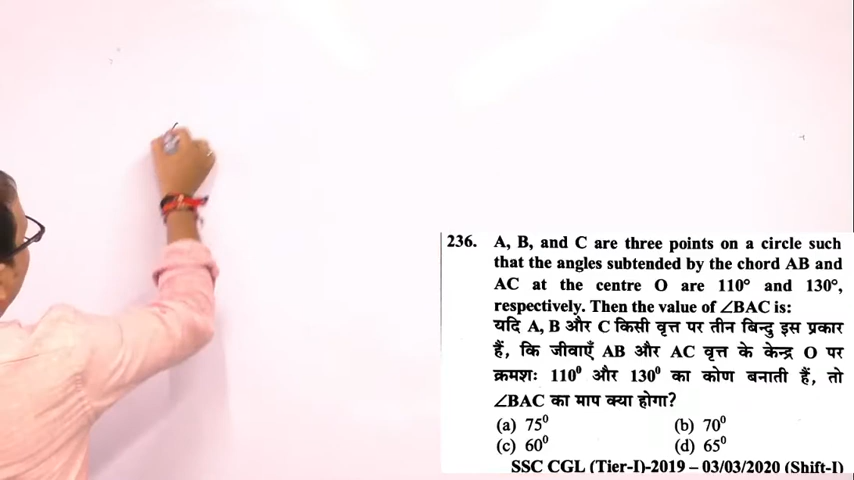 236. A, B, and C are three points on a circle such
that the angles subtended by the chord AB and
AC at the centre O are 110° and 130°,
respectively. Then the value of ∠BAC is:
यदि A, B और C किसी वृत्त पर तीन बिन्दु इस प्रकार
हैं, कि जीवाएँ AB और AC वृत्त के केन्द्र O पर
क्रमशः 110⁰ और 130⁰ का कोण बनाती हैं, तो
∠BAC का माप क्या होगा?
(a) 75⁰ (b) 70⁰
(c) 60⁰ (d) 65⁰
SSC CGL (Tier-I)-2019 – 03/03/2020 (Shift-I)